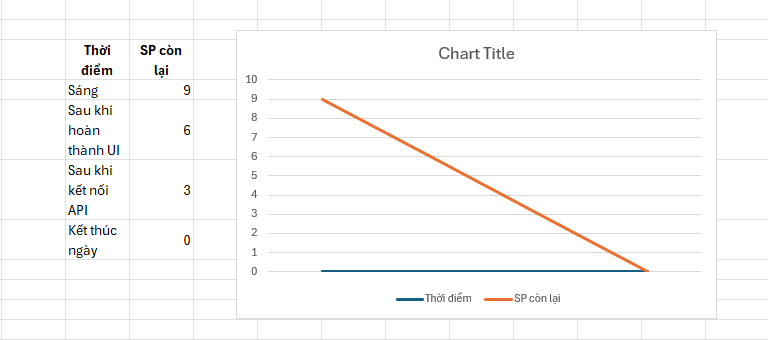 Thời
điểm
SP còn
lại
Sáng
9
Sau khi
hoàn
thành UI
6
Sau khi
kết nối
API
3
Kết thúc
ngày
0
Chart Title
10
9
8
7
6
5
4
3
2
1
0
Thời điểm
SP còn lại